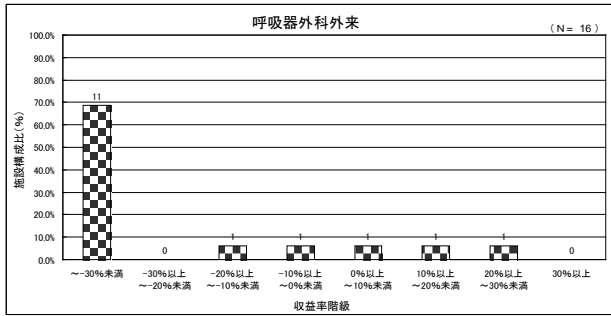 呼吸器外科外来
(N= 16)
施設構成比(%)
100.0%
90.0%
80.0%
70.0%
60.0%
50.0%
40.0%
30.0%
20.0%
10.0%
0.0%
11
0
1
1
1
1
1
0
~-30%未満
-30%以上
~-20%未満
-20%以上
~-10%未満
-10%以上
~0%未満
0%以上
~10%未満
10%以上
~20%未満
20%以上
~30%未満
30%以上
収益率階級